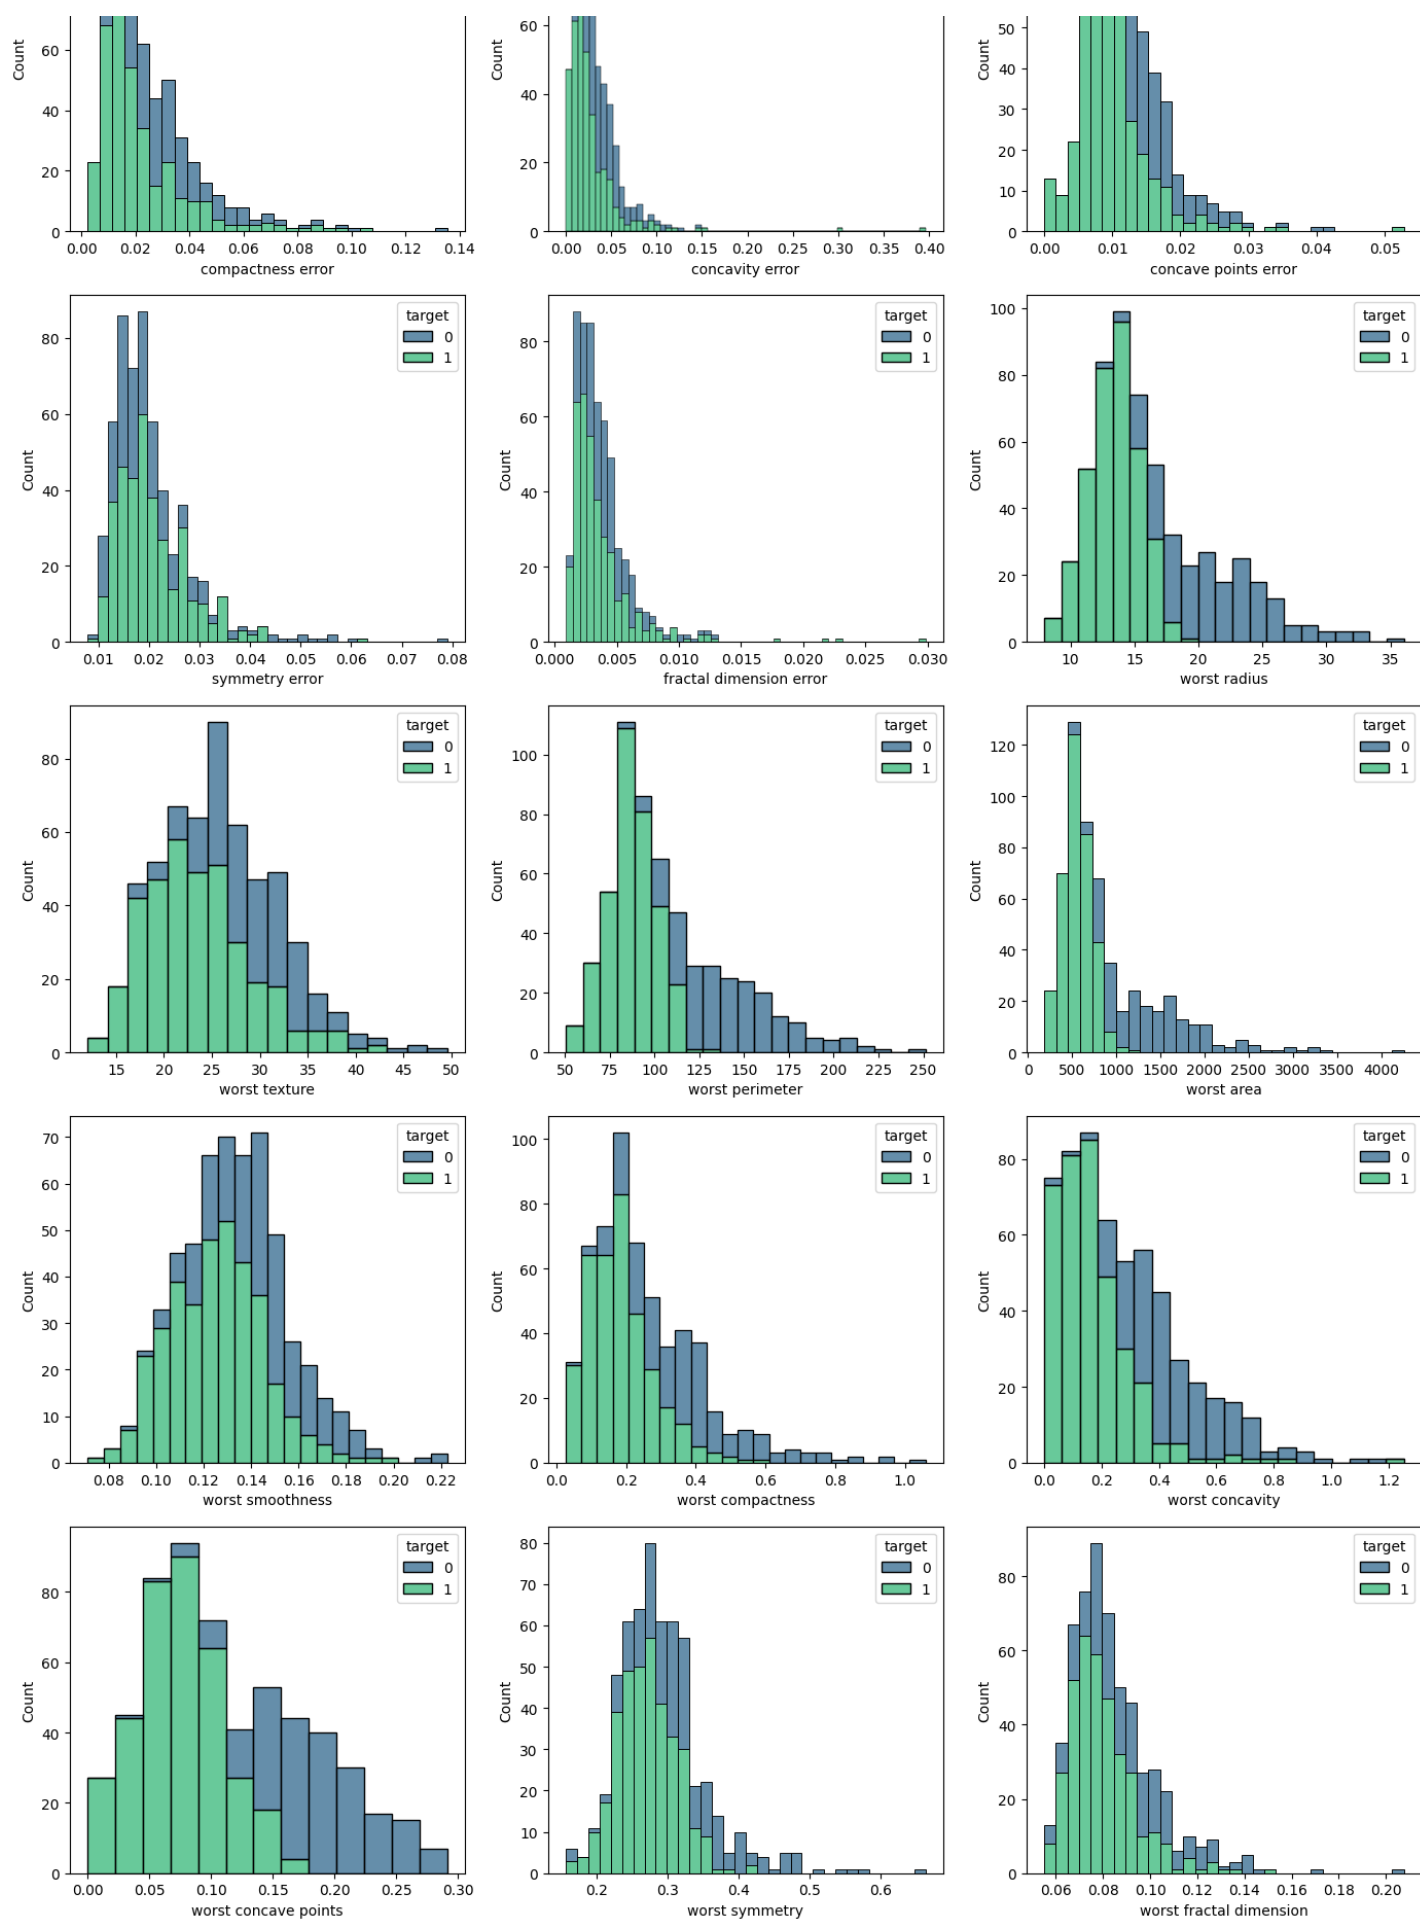 Count
60
40
20
0
0.00 0.02 0.04 0.06 0.08 0.10 0.12 0.14
compactness error
Count
60
40
20
0
0.00 0.05 0.10 0.15 0.20 0.25 0.30 0.35 0.40
concavity error
Count
50
40
30
20
10
0
0.00 0.01 0.02 0.03 0.04 0.05
concave points error
target
0
1
Count
80
60
40
20
0
0.01 0.02 0.03 0.04 0.05 0.06 0.07 0.08
symmetry error
target
0
1
Count
80
60
40
20
0
0.000 0.005 0.010 0.015 0.020 0.025 0.030
fractal dimension error
target
0
1
Count
100
80
60
40
20
0
10 15 20 25 30 35
worst radius
target
0
1
Count
80
60
40
20
0
15 20 25 30 35 40 45 50
worst texture
target
0
1
Count
100
80
60
40
20
0
50 75 100 125 150 175 200 225 250
worst perimeter
target
0
1
Count
120
100
80
60
40
20
0
0 500 1000 1500 2000 2500 3000 3500 4000
worst area
target
0
1
Count
70
60
50
40
30
20
10
0
0.08 0.10 0.12 0.14 0.16 0.18 0.20 0.22
worst smoothness
target
0
1
Count
100
80
60
40
20
0
0.0 0.2 0.4 0.6 0.8 1.0
worst compactness
target
0
1
Count
80
60
40
20
0
0.0 0.2 0.4 0.6 0.8 1.0 1.2
worst concavity
target
0
1
Count
80
60
40
20
0
0.00 0.05 0.10 0.15 0.20 0.25 0.30
worst concave points
target
0
1
Count
80
70
60
50
40
30
20
10
0
0.2 0.3 0.4 0.5 0.6
worst symmetry
target
0
1
Count
80
60
40
20
0
0.06 0.08 0.10 0.12 0.14 0.16 0.18 0.20
worst fractal dimension